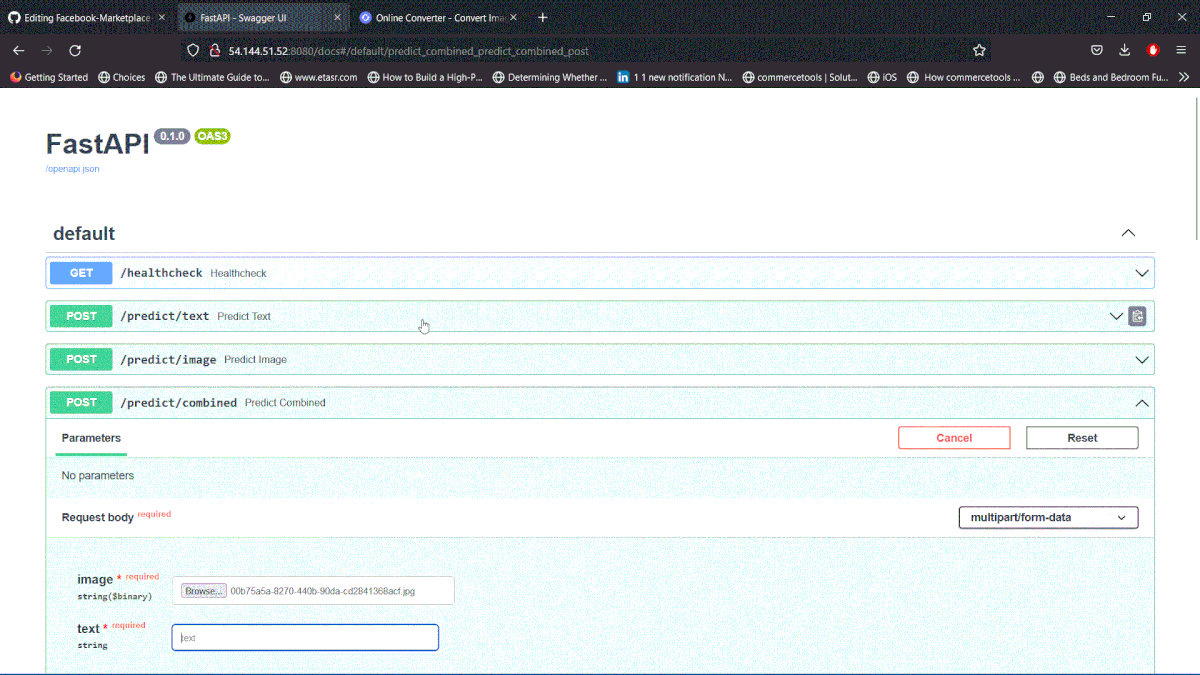 Editing Facebook-Marketplace-
FastAPI - Swagger UI
Online Converter - Convert Ima
54.144.51.52:8080/docs#/default/predict_combined_predict_combined_post
Getting Started
Choices
The Ultimate Guide to...
www.etasr.com
How to Build a High-P...
Determining Whether ...
in
1 1 new notification N...
commercetools | Solut...
iOS
How commercetools ...
Beds and Bedroom Fu...
FastAPI 0.1.0 OAS3
/openapi.json
default
GET /healthcheck Healthcheck
POST /predict/text Predict Text
POST /predict/image Predict Image
POST /predict/combined Predict Combined
Parameters
Cancel
Reset
No parameters
Request body required
multipart/form-data
image * required
string($binary)
Browse... 00b75a5a-8270-440b-90da-cd2841368acf.jpg
text * required
string
text